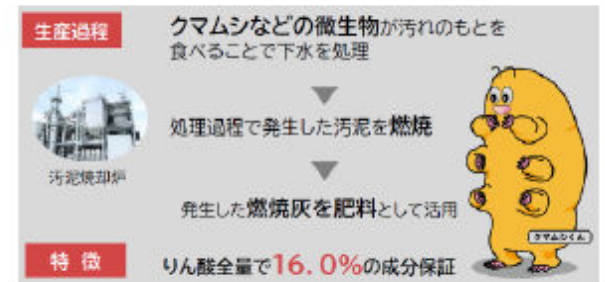 生産過程
クマムシなどの微生物が汚れのもとを
食べることで下水を処理
▼
処理過程で発生した汚泥を燃焼
汚泥焼却炉
▼
発生した燃焼灰を肥料として活用
クマムシくん
特徴
りん酸全量で16.0%の成分保証